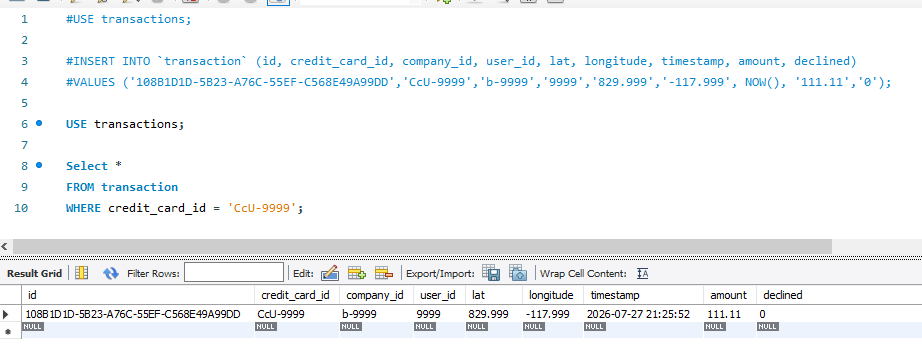 1 #USE transactions;
2
3 #INSERT INTO `transaction` (id, credit_card_id, company_id, user_id, lat, longitude, timestamp, amount, declined)
4 #VALUES ('108B1D1D-5B23-A76C-55EF-C568E49A99DD','CcU-9999','b-9999','9999','829.999','-117.999', NOW(), '111.11','0');
5
6 USE transactions;
7
8 Select *
9 FROM transaction
10 WHERE credit_card_id = 'CcU-9999';
Result Grid Filter Rows: Edit: Export/Import: Wrap Cell Content: IA
id credit_card_id company_id user_id lat longitude timestamp amount declined
108B1D1D-5B23-A76C-55EF-C568E49A99DD CcU-9999 b-9999 9999 829.999 -117.999 2026-07-27 21:25:52 111.11 0
NULL NULL NULL NULL NULL NULL NULL NULL NULL